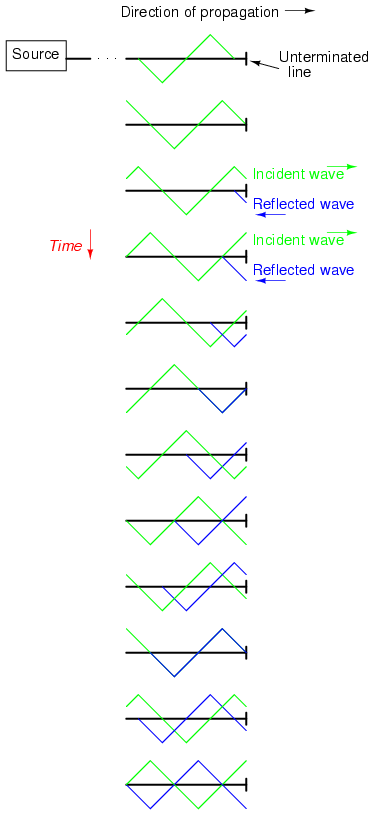 Direction of propagation
Source
Unterminated
line
Incident wave
Reflected wave
Time
Incident wave
Reflected wave